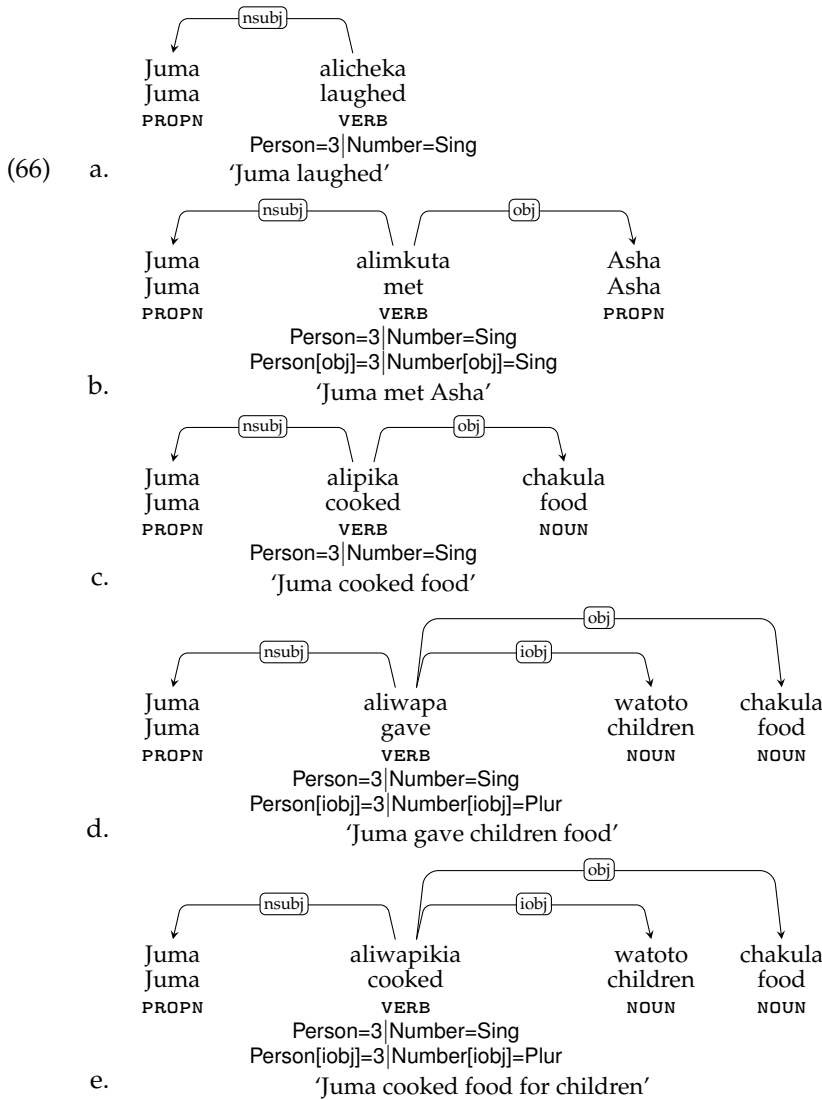 nsubj
Juma alicheka
Juma laughed
PROPN VERB
Person=3|Number=Sing
(66) a. ‘Juma laughed’
nsubj obj
Juma alimkuta Asha
Juma met Asha
PROPN VERB PROPN
Person=3|Number=Sing
Person[obj]=3|Number[obj]=Sing
b. ‘Juma met Asha’
nsubj obj
Juma alipika chakula
Juma cooked food
PROPN VERB NOUN
Person=3|Number=Sing
c. ‘Juma cooked food’
obj
nsubj iobj
Juma aliwapa watoto chakula
Juma gave children food
PROPN VERB NOUN NOUN
Person=3|Number=Sing
Person[iobj]=3|Number[iobj]=Plur
d. ‘Juma gave children food’
obj
nsubj iobj
Juma aliwapikia watoto chakula
Juma cooked children food
PROPN VERB NOUN NOUN
Person=3|Number=Sing
Person[iobj]=3|Number[iobj]=Plur
e. ‘Juma cooked food for children’